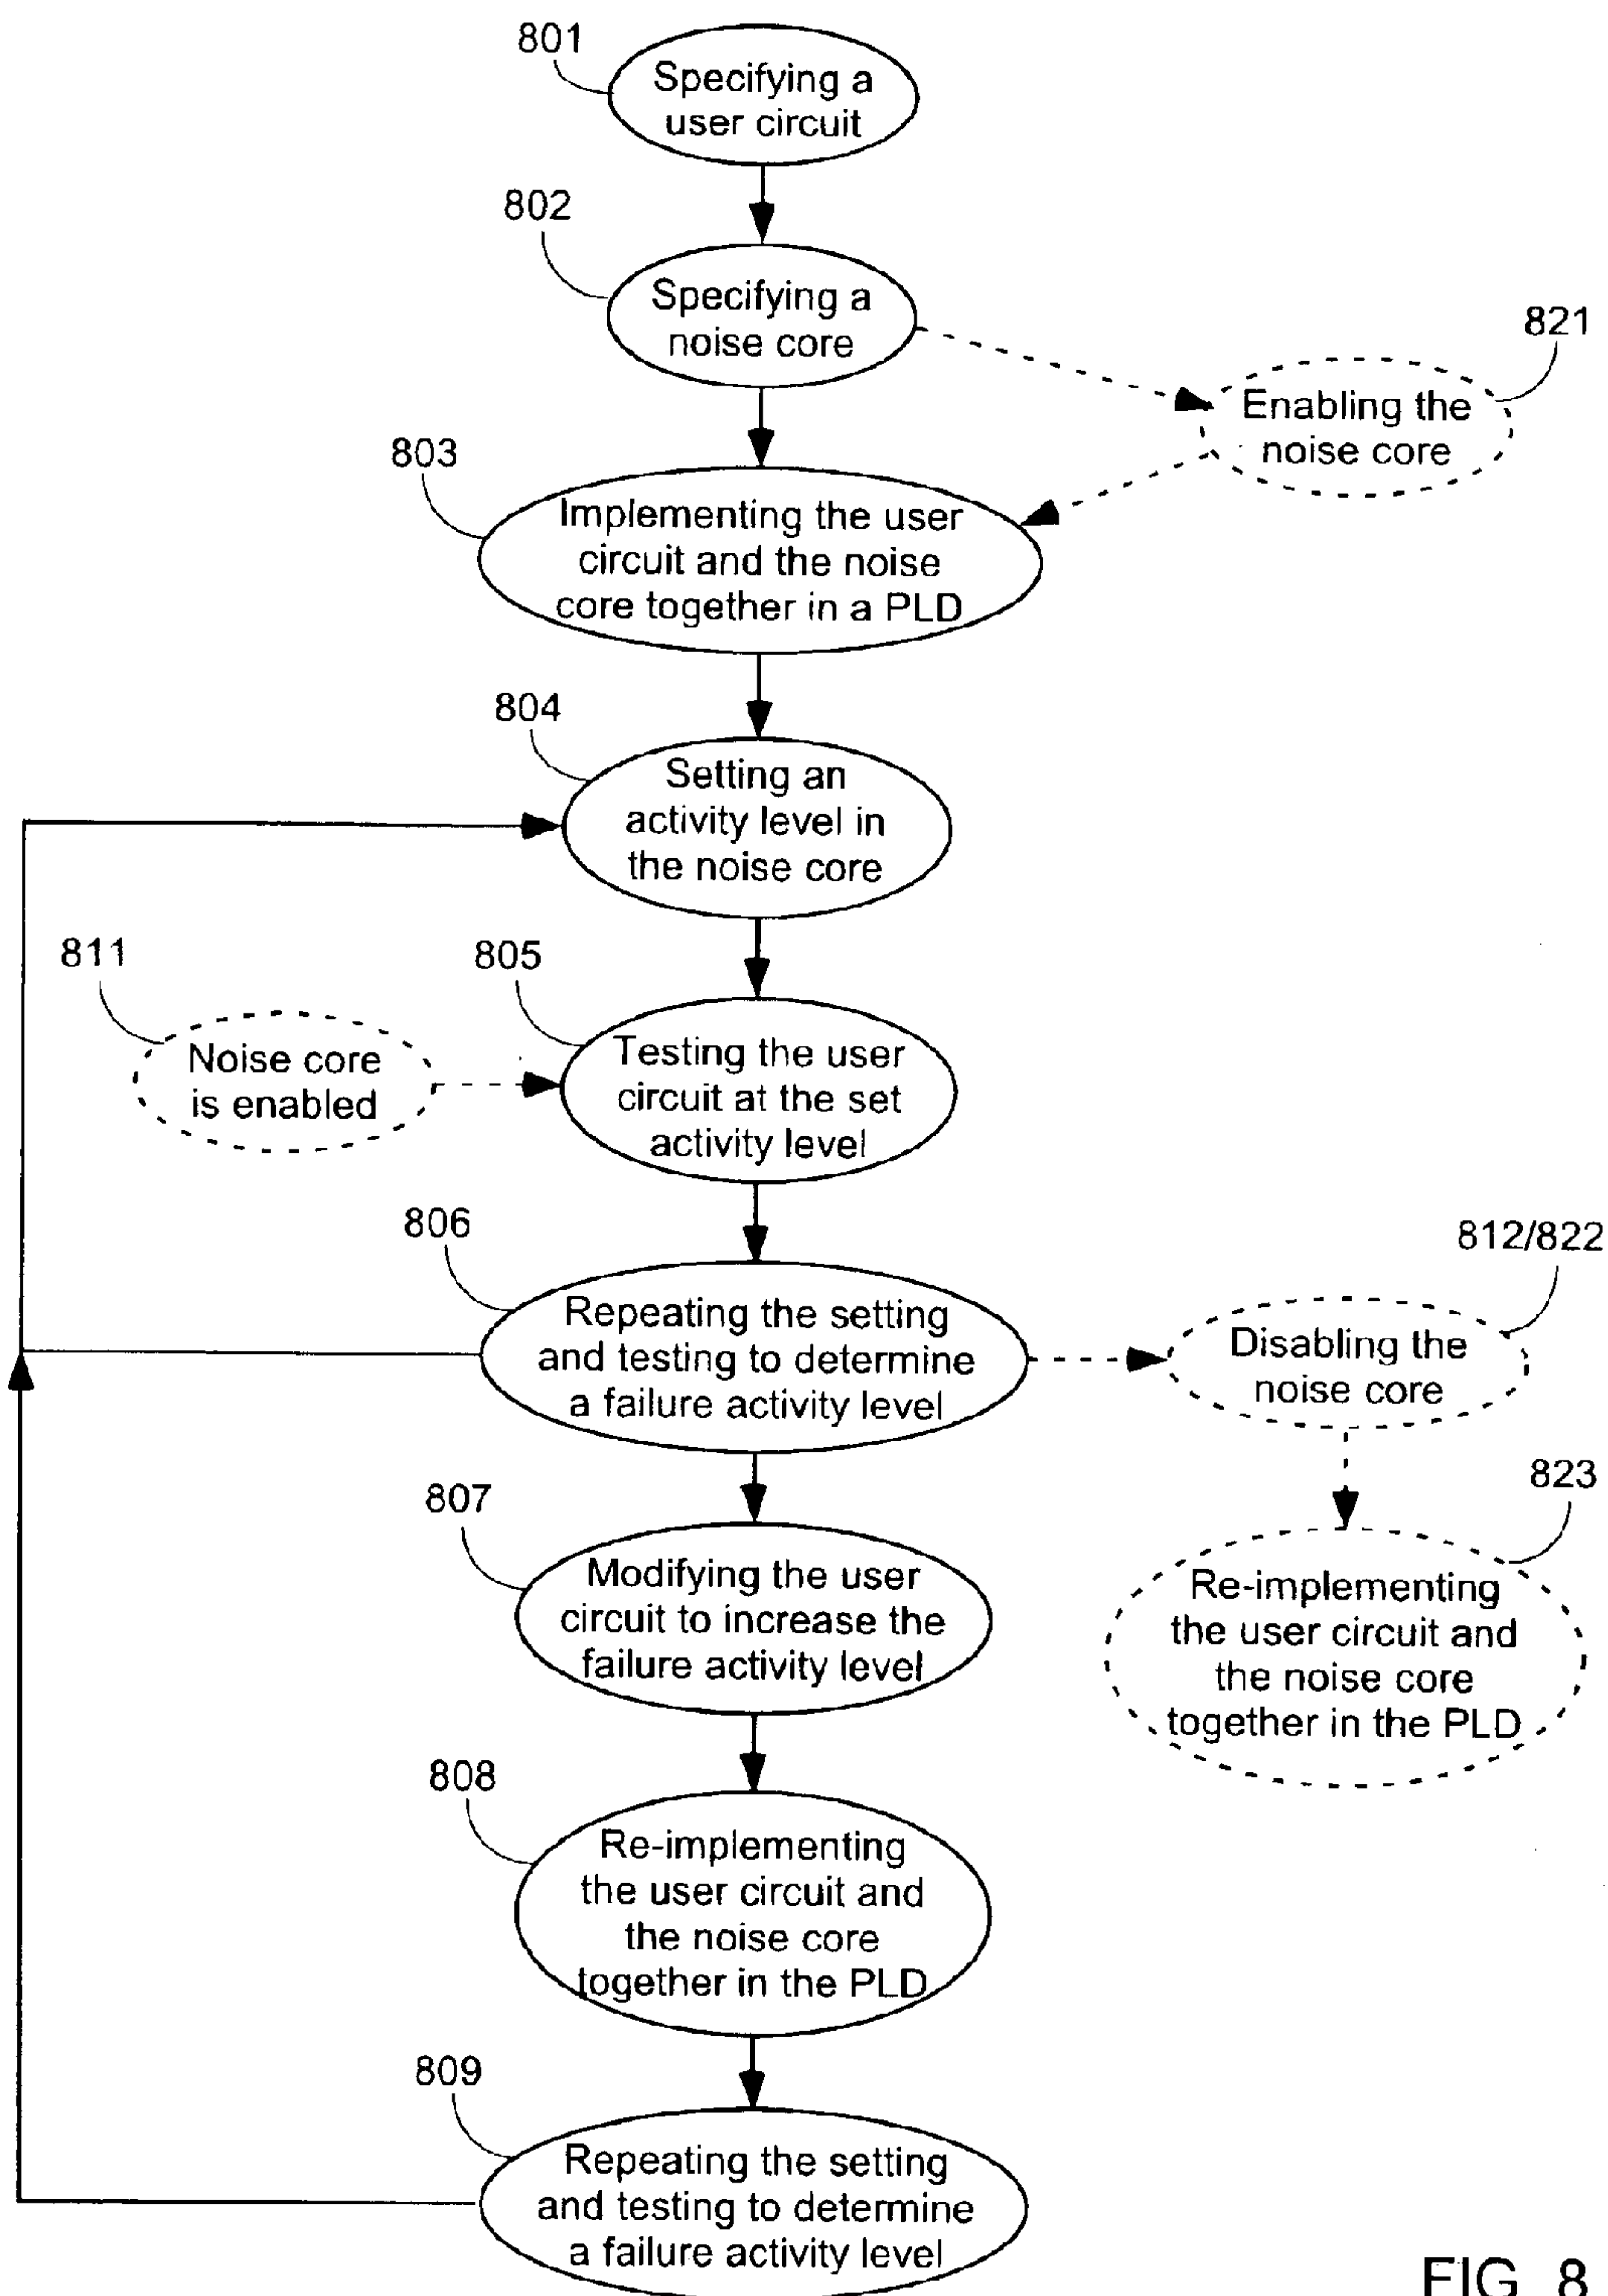 801
Specifying a
user circuit
802
Specifying a
noise core
821
Enabling the
noise core
803
Implementing the user
circuit and the noise
core together in a PLD
804
Setting an
activity level in
the noise core
811
Noise core
is enabled
805
Testing the user
circuit at the set
activity level
806
Repeating the setting
and testing to determine
a failure activity level
812/822
Disabling the
noise core
807
Modifying the user
circuit to increase the
failure activity level
823
Re-implementing
the user circuit and
the noise core
together in the PLD
808
Re-implementing
the user circuit and
the noise core
together in the PLD
809
Repeating the setting
and testing to determine
a failure activity level
FIG. 8